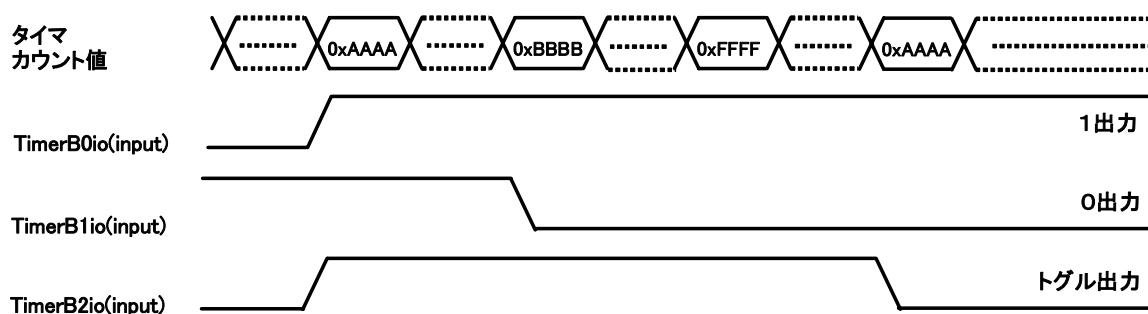 タイマ
カウント値
0xAAAA
0xBBBB
0xFFFF
0xAAAA
TimerB0io(input)
1出力
TimerB1io(input)
0出力
TimerB2io(input)
トグル出力